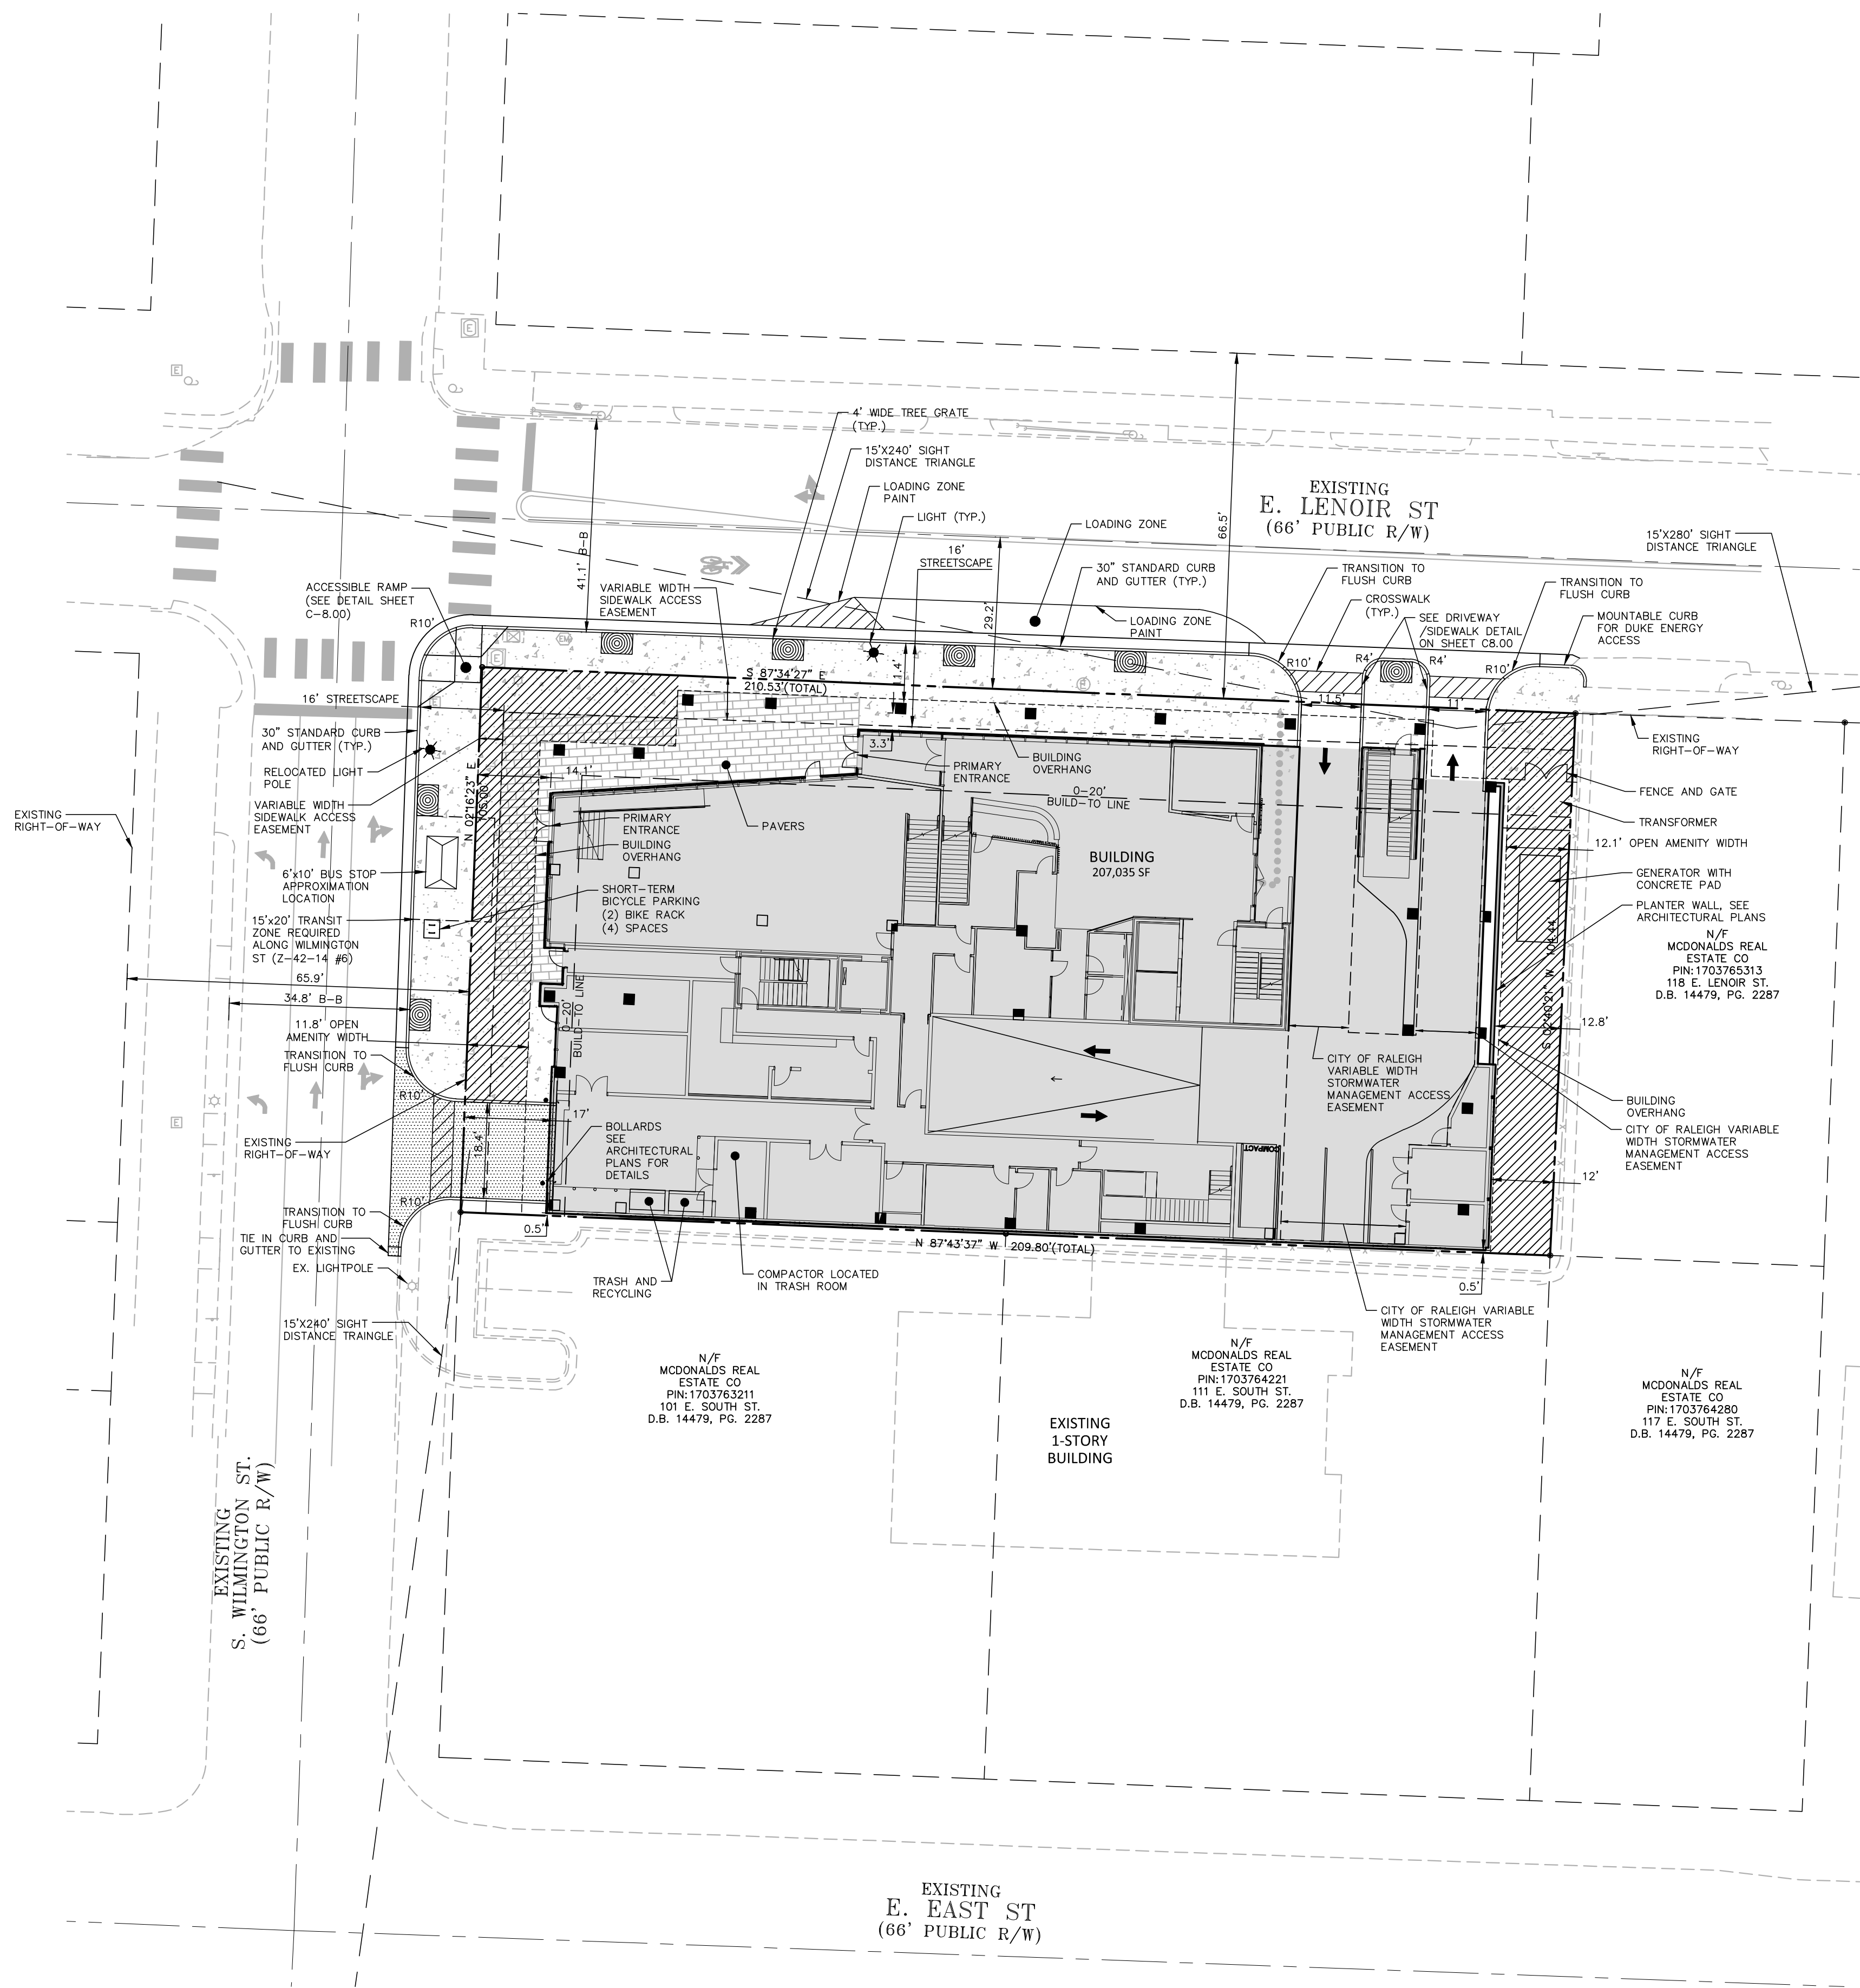 4' WIDE TREE GRATE
(TYP.)
15'X240' SIGHT
DISTANCE TRIANGLE
LOADING ZONE
PAINT
LIGHT (TYP.)
LOADING ZONE
16'
STREETSCAPE
30" STANDARD CURB
AND GUTTER (TYP.)
EXISTING
E. LENOIR ST
(66' PUBLIC R/W)
66.5'
15'X280' SIGHT
DISTANCE TRIANGLE
41.1' B-B
29.2'
ACCESSIBLE RAMP
(SEE DETAIL SHEET
C-8.00)
VARIABLE WIDTH
SIDEWALK ACCESS
EASEMENT
LOADING ZONE
PAINT
TRANSITION TO
FLUSH CURB
CROSSWALK
(TYP.)
SEE DRIVEWAY
/SIDEWALK DETAIL
ON SHEET C8.00
TRANSITION TO
FLUSH CURB
MOUNTABLE CURB
FOR DUKE ENERGY
ACCESS
R10'
R10'
R4'
R4'
R10'
S 87°34'27" E
210.53'(TOTAL)
11.4'
11.5'
11'
16' STREETSCAPE
30" STANDARD CURB
AND GUTTER (TYP.)
RELOCATED LIGHT
POLE
VARIABLE WIDTH
SIDEWALK ACCESS
EASEMENT
EXISTING
RIGHT-OF-WAY
N 02°16'23" E
105.00'
14.1'
3.3'
PRIMARY
ENTRANCE
BUILDING
OVERHANG
0-20'
BUILD-TO LINE
EXISTING
RIGHT-OF-WAY
FENCE AND GATE
TRANSFORMER
12.1' OPEN AMENITY WIDTH
PRIMARY
ENTRANCE
PAVERS
BUILDING
OVERHANG
BUILDING
207,035 SF
GENERATOR WITH
CONCRETE PAD
PLANTER WALL, SEE
ARCHITECTURAL PLANS
N/F
MCDONALDS REAL
ESTATE CO
PIN:1703765313
118 E. LENOIR ST.
D.B. 14479, PG. 2287
6'x10' BUS STOP
APPROXIMATION
LOCATION
SHORT-TERM
BICYCLE PARKING
(2) BIKE RACK
(4) SPACES
15'x20' TRANSIT
ZONE REQUIRED
ALONG WILMINGTON
ST (Z-42-14 #6)
65.9'
34.8' B-B
11.8' OPEN
AMENITY WIDTH
TRANSITION TO
FLUSH CURB
0-20'
BUILD-TO LINE
S 02°40'21" W 104.44'
12.8'
CITY OF RALEIGH
VARIABLE WIDTH
STORMWATER
MANAGEMENT ACCESS
EASEMENT
BUILDING
OVERHANG
CITY OF RALEIGH VARIABLE
WIDTH STORMWATER
MANAGEMENT ACCESS
EASEMENT
R10'
17'
18.4'
BOLLARDS
SEE
ARCHITECTURAL
PLANS FOR
DETAILS
COMPACT
12'
EXISTING
RIGHT-OF-WAY
R10'
TRANSITION TO
FLUSH CURB
TIE IN CURB AND
GUTTER TO EXISTING
EX. LIGHTPOLE
0.5'
N 87°43'37" W 209.80'(TOTAL)
TRASH AND
RECYCLING
COMPACTOR LOCATED
IN TRASH ROOM
0.5'
CITY OF RALEIGH VARIABLE
WIDTH STORMWATER
MANAGEMENT ACCESS
EASEMENT
15'X240' SIGHT
DISTANCE TRAINGLE
N/F
MCDONALDS REAL
ESTATE CO
PIN:1703763211
101 E. SOUTH ST.
D.B. 14479, PG. 2287
N/F
MCDONALDS REAL
ESTATE CO
PIN:1703764221
111 E. SOUTH ST.
D.B. 14479, PG. 2287
N/F
MCDONALDS REAL
ESTATE CO
PIN:1703764280
117 E. SOUTH ST.
D.B. 14479, PG. 2287
EXISTING
1-STORY
BUILDING
EXISTING
S. WILMINGTON ST.
(66' PUBLIC R/W)
EXISTING
E. EAST ST
(66' PUBLIC R/W)